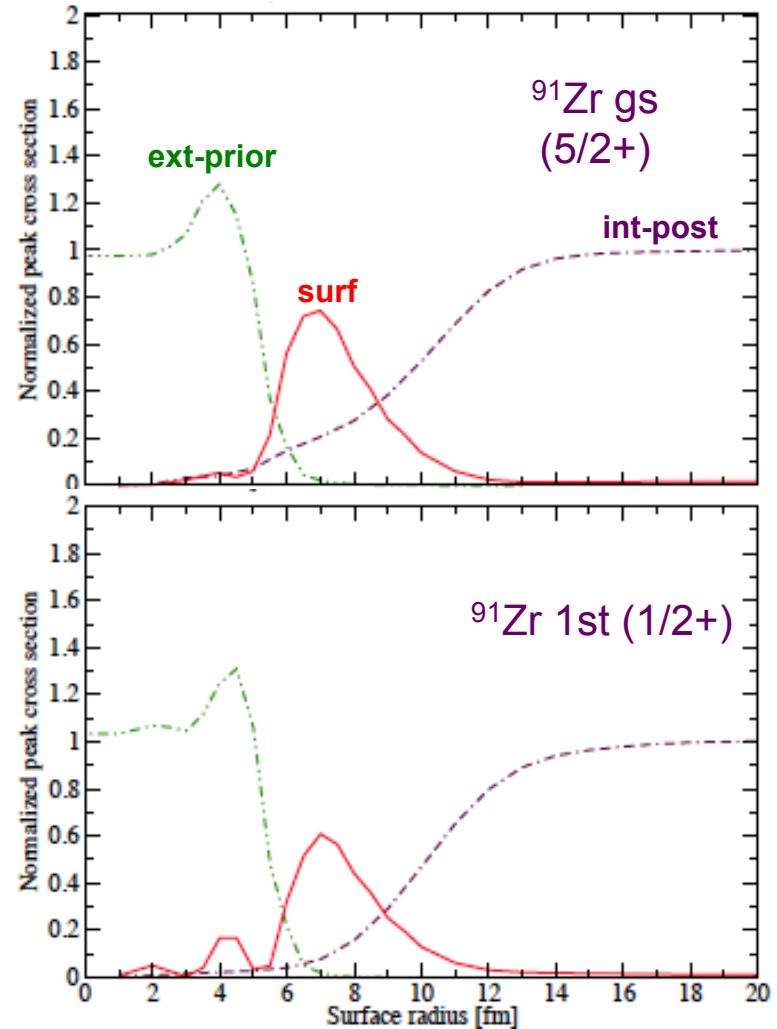 2
1.8
1.6
1.4
1.2
1
0.8
0.6
0.4
0.2
0
Normalized peak cross section
⁹¹Zr gs
(5/2+)
ext-prior
int-post
surf
2
1.8
1.6
1.4
1.2
1
0.8
0.6
0.4
0.2
0
Normalized peak cross section
⁹¹Zr 1st (1/2+)
0 2 4 6 8 10 12 14 16 18 20
Surface radius [fm]